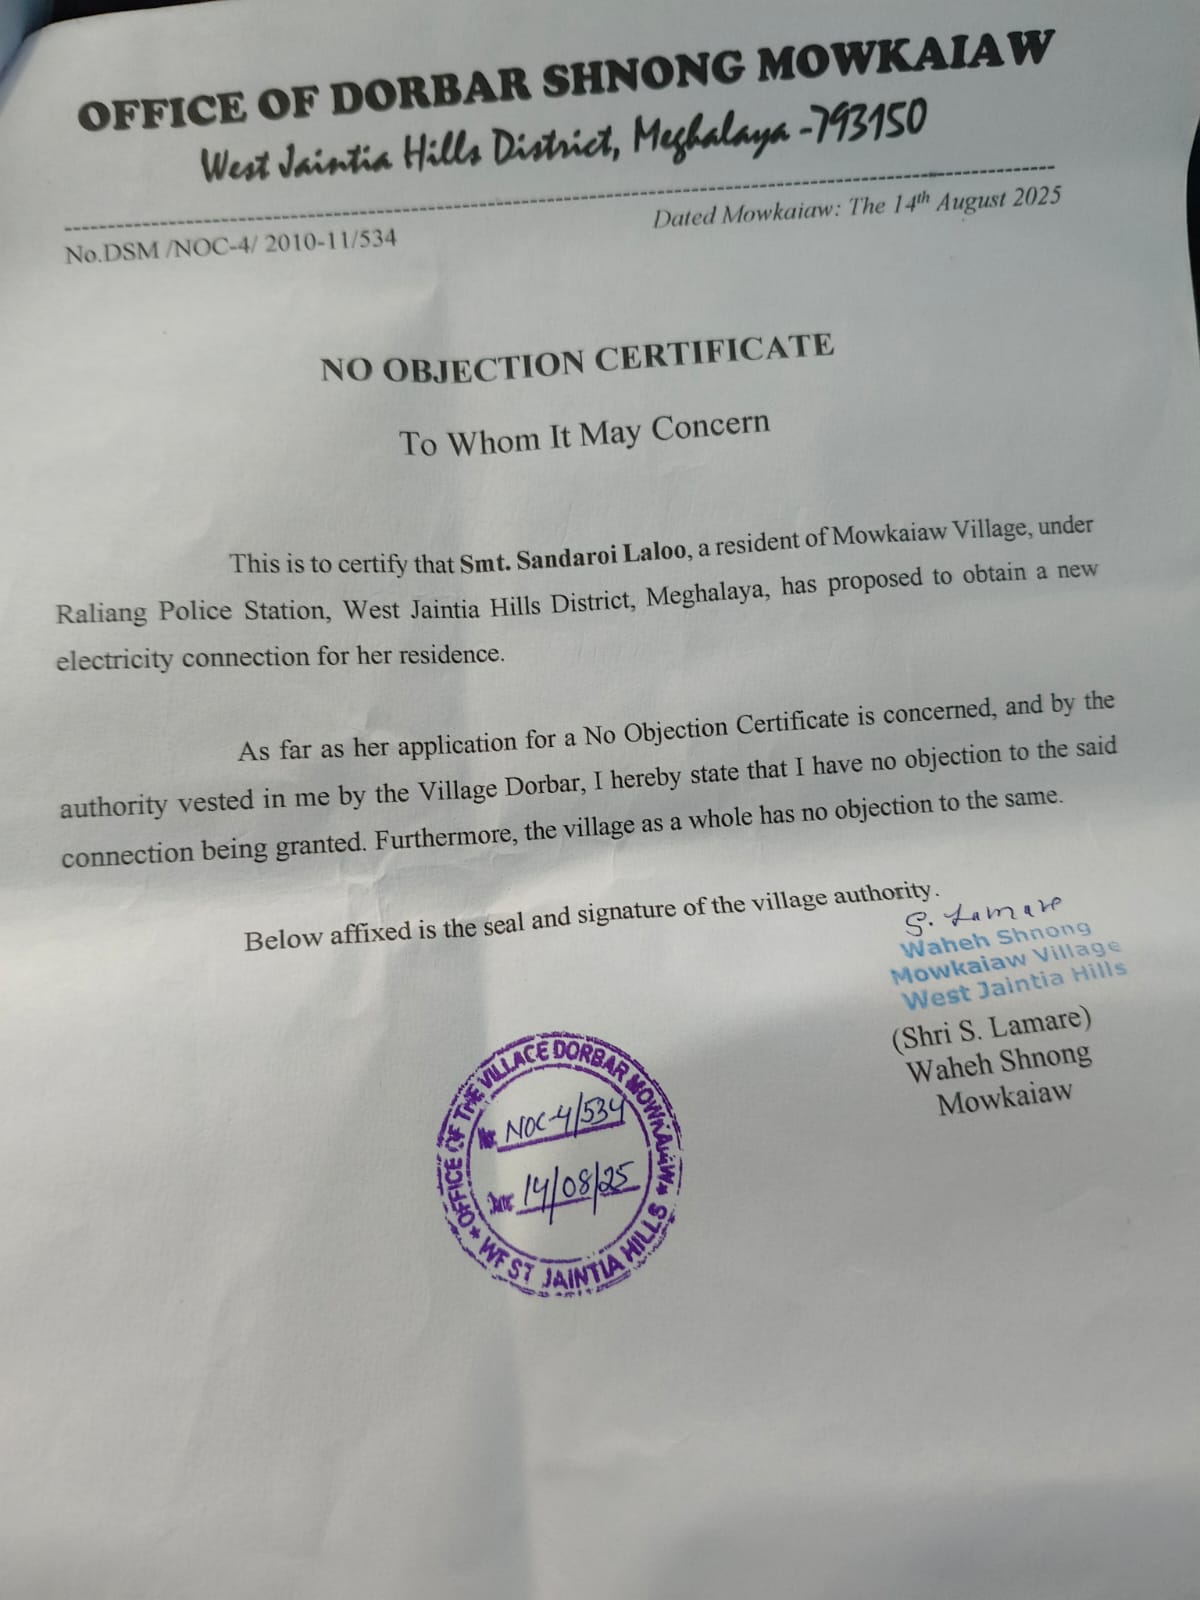 OFFICE OF DORBAR SHNONG MOWKAIAW
West Jaintia Hills District, Meghalaya -793150
No.DSM /NOC-4/ 2010-11/534
Dated Mowkaiaw: The 14th August 2025
NO OBJECTION CERTIFICATE
To Whom It May Concern
This is to certify that Smt. Sandaroi Laloo, a resident of Mowkaiaw Village, under
Raliang Police Station, West Jaintia Hills District, Meghalaya, has proposed to obtain a new
electricity connection for her residence.
As far as her application for a No Objection Certificate is concerned, and by the
authority vested in me by the Village Dorbar, I hereby state that I have no objection to the said
connection being granted. Furthermore, the village as a whole has no objection to the same.
Below affixed is the seal and signature of the village authority.
S. Lamare
Waheh Shnong
Mowkaiaw Village
West Jaintia Hills
(Shri S. Lamare)
Waheh Shnong
Mowkaiaw
OFFICE OF THE VILLAGE DORBAR MOWKAIAW
NOC-4/534
Date 14/08/25
WEST JAINTIA HILLS